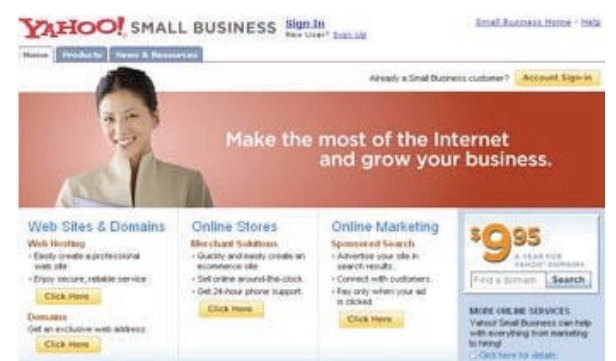 YAHOO! SMALL BUSINESS
Sign In
New User? Sign Up
Small Business Home - Help
Home Products News & Resources
Already a Small Business customer? Account Sign-in
Make the most of the Internet
and grow your business.
Web Sites & Domains
Web Hosting
- Easily create a professional
web site
- Enjoy secure, reliable service
Click Here
Domains
Get an exclusive web address.
Online Stores
Merchant Solutions
- Quickly and easily create an
ecommerce site
- Sell online around-the-clock.
- Get 24-hour phone support.
Click Here
Online Marketing
Sponsored Search
- Advertise your site in
search results.
- Connect with customers.
- Pay only when your ad
is clicked.
Click Here
$9.95
A YEAR FOR
YAHOO! DOMAINS
Find a domain Search
MORE ONLINE SERVICES
Yahoo! Small Business can help
with everything from marketing
to hiring!
Click here for details